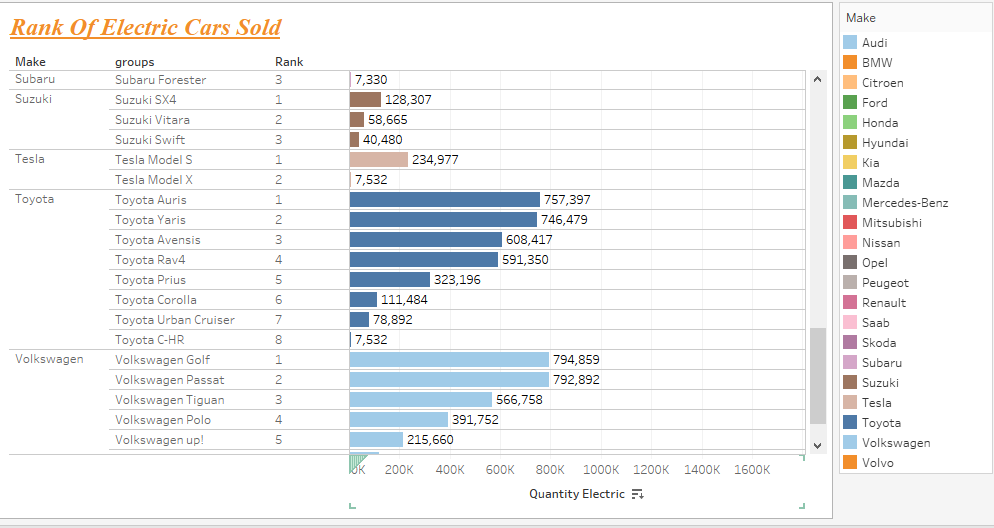 Rank Of Electric Cars Sold
Make groups Rank
Subaru Subaru Forester 3 7,330
Suzuki Suzuki SX4 1 128,307
Suzuki Vitara 2 58,665
Suzuki Swift 3 40,480
Tesla Tesla Model S 1 234,977
Tesla Model X 2 7,532
Toyota Toyota Auris 1 757,397
Toyota Yaris 2 746,479
Toyota Avensis 3 608,417
Toyota Rav4 4 591,350
Toyota Prius 5 323,196
Toyota Corolla 6 111,484
Toyota Urban Cruiser 7 78,892
Toyota C-HR 8 7,532
Volkswagen Volkswagen Golf 1 794,859
Volkswagen Passat 2 792,892
Volkswagen Tiguan 3 566,758
Volkswagen Polo 4 391,752
Volkswagen up! 5 215,660
0K 200K 400K 600K 800K 1000K 1200K 1400K 1600K
Quantity Electric
Make
Audi
BMW
Citroen
Ford
Honda
Hyundai
Kia
Mazda
Mercedes-Benz
Mitsubishi
Nissan
Opel
Peugeot
Renault
Saab
Skoda
Subaru
Suzuki
Tesla
Toyota
Volkswagen
Volvo